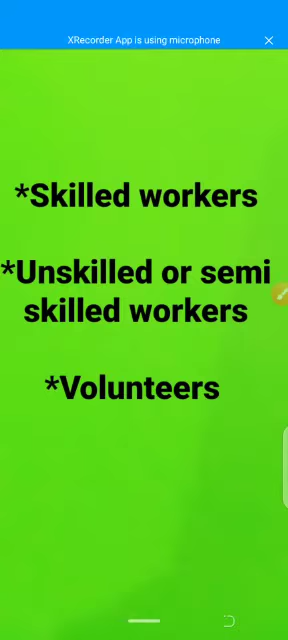 XRecorder App is using microphone
*Skilled workers
*Unskilled or semi
skilled workers
*Volunteers